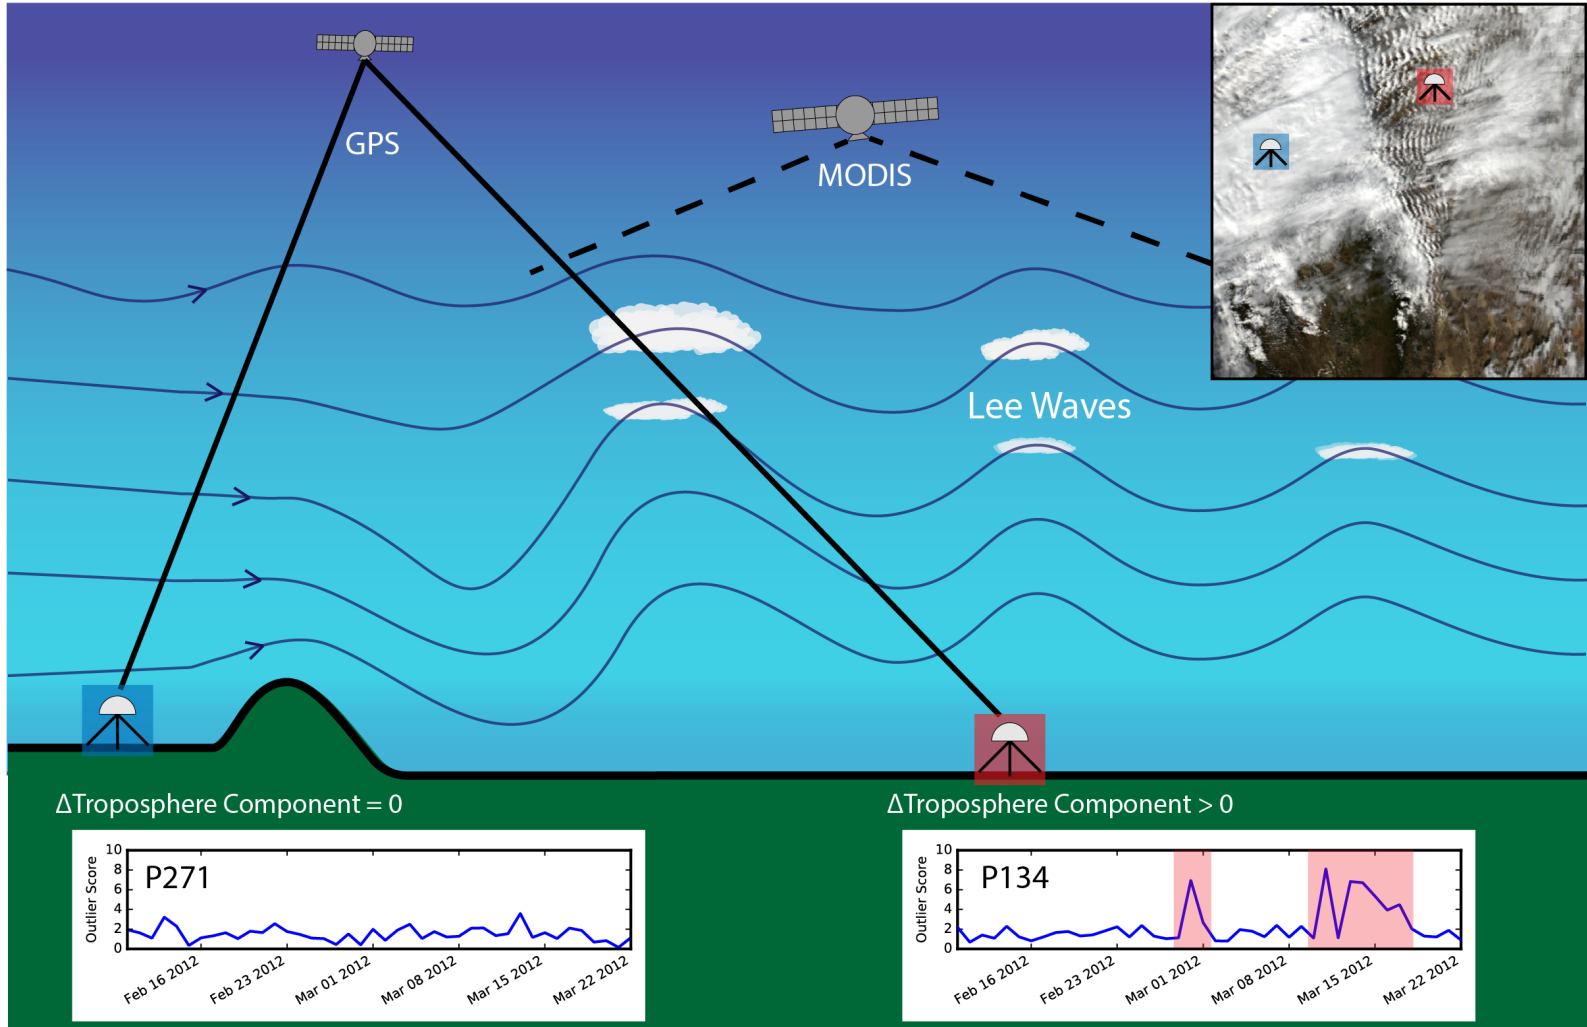 GPS
MODIS
Lee Waves
ΔTroposphere Component = 0
ΔTroposphere Component > 0
Outlier Score
10
8
6
4
2
0
P271
Feb 16 2012
Feb 23 2012
Mar 01 2012
Mar 08 2012
Mar 15 2012
Mar 22 2012
Outlier Score
10
8
6
4
2
0
P134
Feb 16 2012
Feb 23 2012
Mar 01 2012
Mar 08 2012
Mar 15 2012
Mar 22 2012